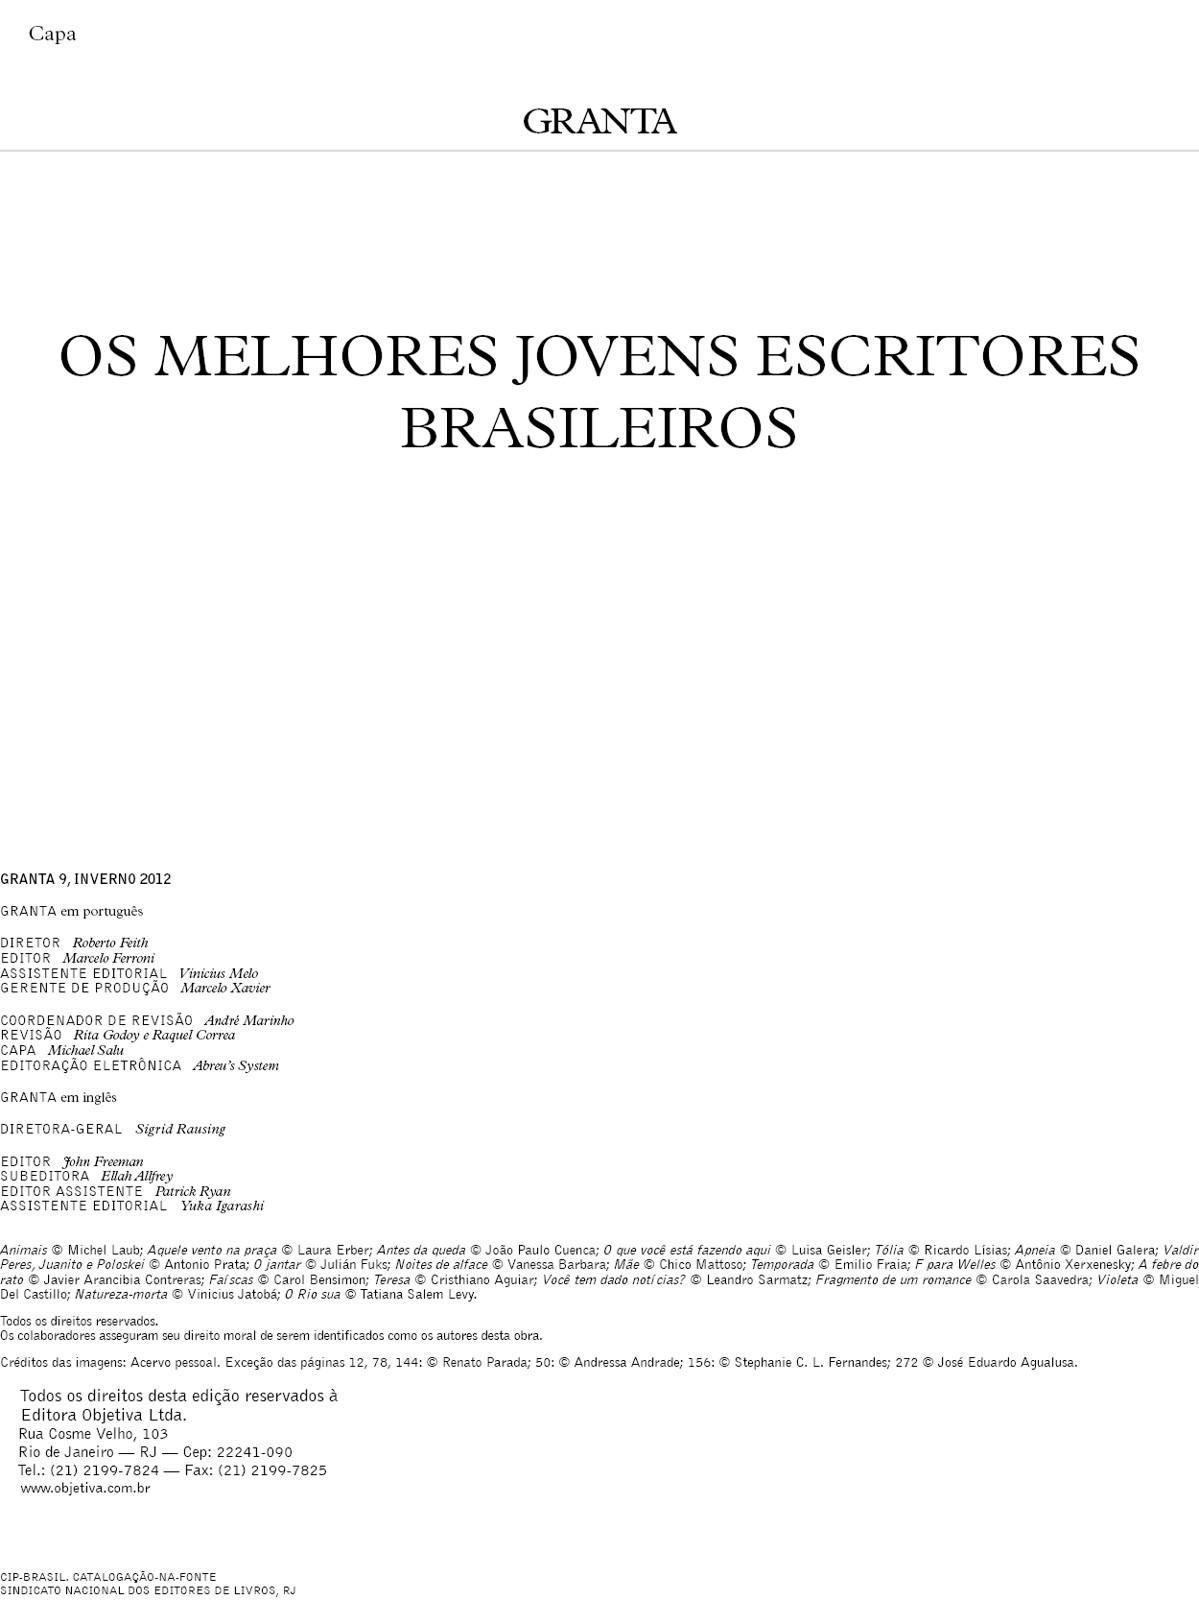 Capa
GRANTA
OS MELHORES JOVENS ESCRITORES
BRASILEIROS
GRANTA 9, INVERNO 2012
GRANTA em português
DIRETOR Roberto Feith
EDITOR Marcelo Ferroni
ASSISTENTE EDITORIAL Vinicius Melo
GERENTE DE PRODUÇÃO Marcelo Xavier
COORDENADOR DE REVISÃO André Marinho
REVISÃO Rita Godoy e Raquel Correa
CAPA Michael Salu
EDITORAÇÃO ELETRÔNICA Abreu’s System
GRANTA em inglês
DIRETORA-GERAL Sigrid Rausing
EDITOR John Freeman
SUBEDITORA Ellah Allfrey
EDITOR ASSISTENTE Patrick Ryan
ASSISTENTE EDITORIAL Yuka Igarashi
Animais © Michel Laub; Aquele vento na praça © Laura Erber; Antes da queda © João Paulo Cuenca; O que você está fazendo aqui © Luisa Geisler; Tólia © Ricardo Lísias; Apneia © Daniel Galera; Valdir
Peres, Juanito e Poloskei © Antonio Prata; O jantar © Julián Fuks; Noites de alface © Vanessa Barbara; Mãe © Chico Mattoso; Temporada © Emilio Fraia; F para Welles © Antônio Xerxenesky; A febre do
rato © Javier Arancibia Contreras; Faíscas © Carol Bensimon; Teresa © Cristhiano Aguiar; Você tem dado notícias? © Leandro Sarmatz; Fragmento de um romance © Carola Saavedra; Violeta © Miguel
Del Castillo; Natureza-morta © Vinicius Jatobá; O Rio sua © Tatiana Salem Levy.
Todos os direitos reservados.
Os colaboradores asseguram seu direito moral de serem identificados como os autores desta obra.
Créditos das imagens: Acervo pessoal. Exceção das páginas 12, 78, 144: © Renato Parada; 50: © Andressa Andrade; 156: © Stephanie C. L. Fernandes; 272 © José Eduardo Agualusa.
Todos os direitos desta edição reservados à
Editora Objetiva Ltda.
Rua Cosme Velho, 103
Rio de Janeiro — RJ — Cep: 22241-090
Tel.: (21) 2199-7824 — Fax: (21) 2199-7825
www.objetiva.com.br
CIP-BRASIL. CATALOGAÇÃO-NA-FONTE
SINDICATO NACIONAL DOS EDITORES DE LIVROS, RJ